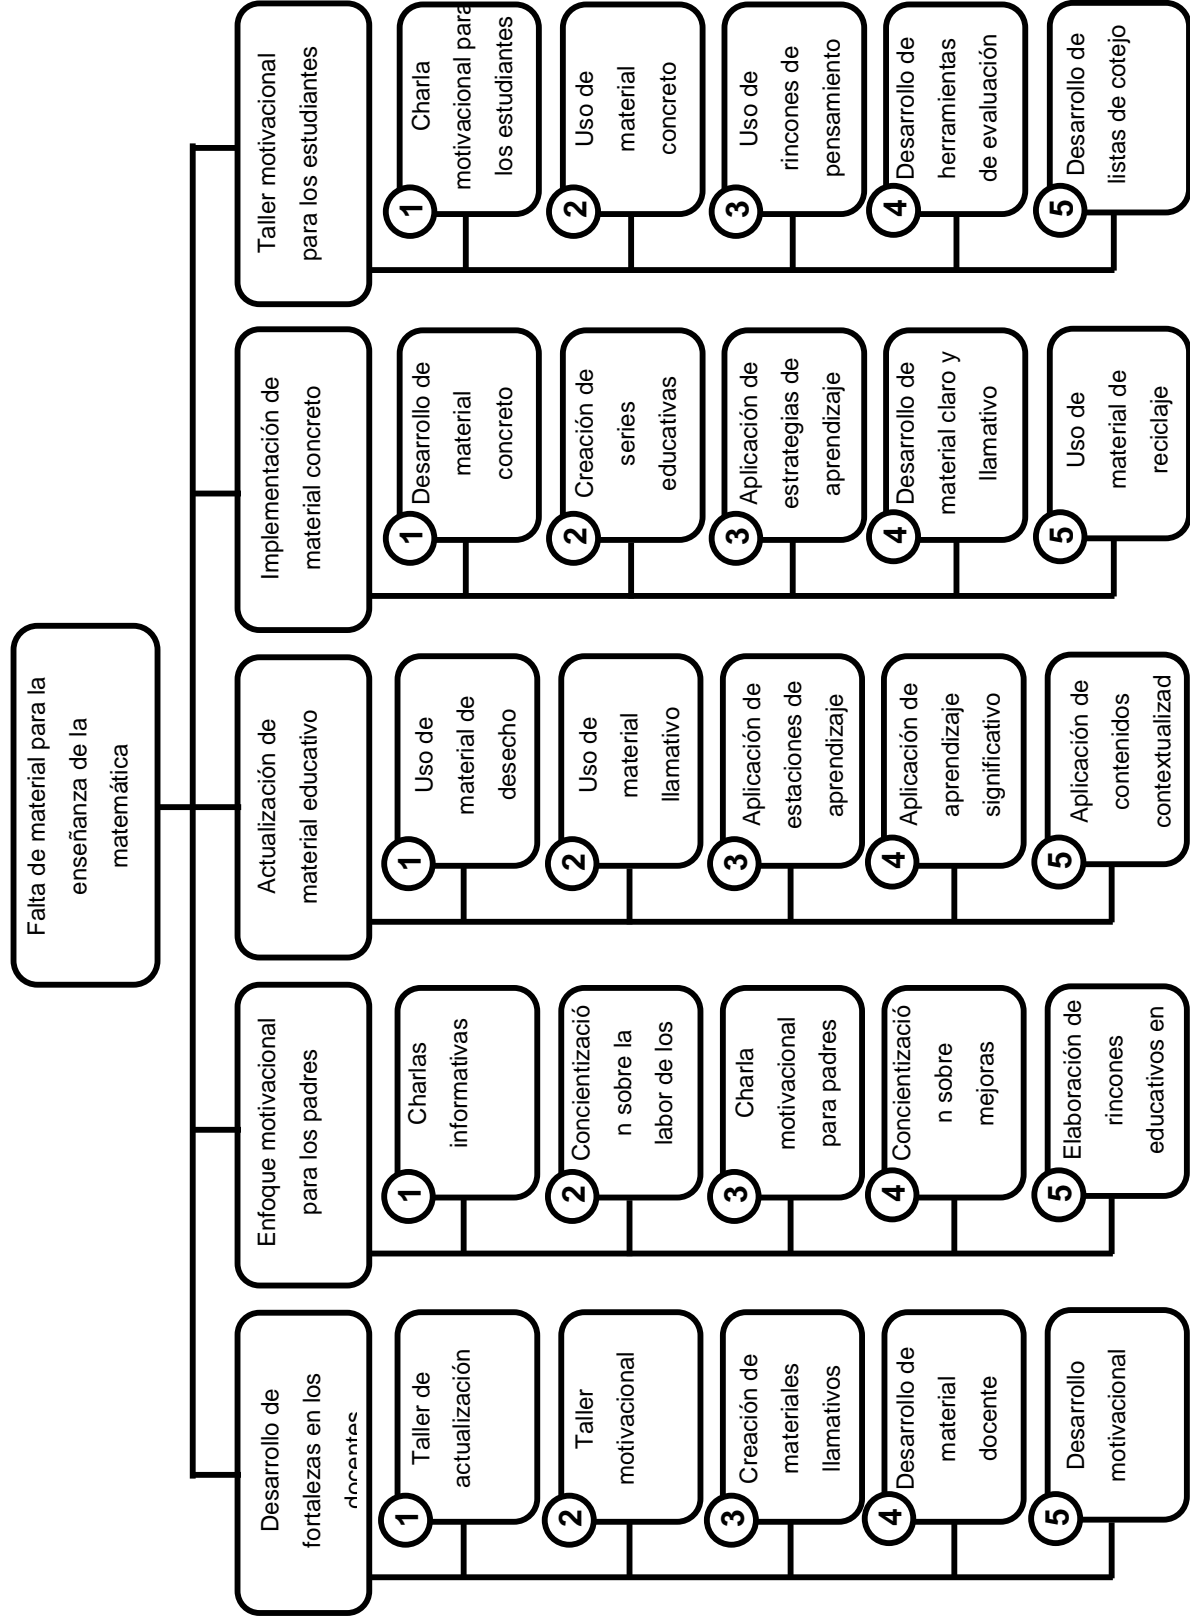 Falta de material para la
enseñanza de la
matemática
Desarrollo de
fortalezas en los
docentes
1
Taller de
actualización
2
Taller
motivacional
3
Creación de
materiales
llamativos
4
Desarrollo de
material
docente
5
Desarrollo
motivacional
Enfoque motivacional
para los padres
1
Charlas
informativas
2
Concientizació
n sobre la
labor de los
3
Charla
motivacional
para padres
4
Concientizació
n sobre
mejoras
5
Elaboración de
rincones
educativos en
Actualización de
material educativo
1
Uso de
material de
desecho
2
Uso de
material
llamativo
3
Aplicación de
estaciones de
aprendizaje
4
Aplicación de
aprendizaje
significativo
5
Aplicación de
contenidos
contextualizad
Implementación de
material concreto
1
Desarrollo de
material
concreto
2
Creación de
series
educativas
3
Aplicación de
estrategias de
aprendizaje
4
Desarrollo de
material claro y
llamativo
5
Uso de
material de
reciclaje
Taller motivacional
para los estudiantes
1
Charla
motivacional para
los estudiantes
2
Uso de
material
concreto
3
Uso de
rincones de
pensamiento
4
Desarrollo de
herramientas
de evaluación
5
Desarrollo de
listas de cotejo